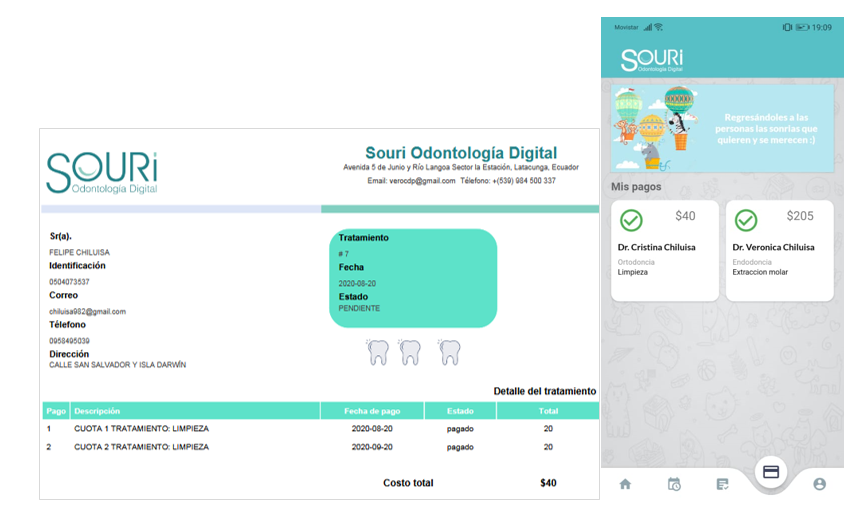 SOURi
Odontología Digital
Souri Odontología Digital
Avenida 5 de Junio y Río Langoa Sector la Estación, Latacunga, Ecuador
Email: verocdp@gmail.com Télefono: +(539) 984 500 337
Sr(a).
FELIPE CHILUISA
Identificación
0504073537
Correo
chiluisa982@gmail.com
Télefono
0958495039
Dirección
CALLE SAN SALVADOR Y ISLA DARWÍN
Tratamiento
# 7
Fecha
2020-08-20
Estado
PENDIENTE
Detalle del tratamiento
Pago Descripción Fecha de pago Estado Total
1 CUOTA 1 TRATAMIENTO: LIMPIEZA 2020-08-20 pagado 20
2 CUOTA 2 TRATAMIENTO: LIMPIEZA 2020-09-20 pagado 20
Costo total $40
Movistar 19:09
SOURi
Odontología Digital
Regresándoles a las
personas las sonrías que
quieren y se merecen :)
Mis pagos
$40
Dr. Cristina Chiluisa
Ortodoncia
Limpieza
$205
Dr. Veronica Chiluisa
Endodoncia
Extraccion molar